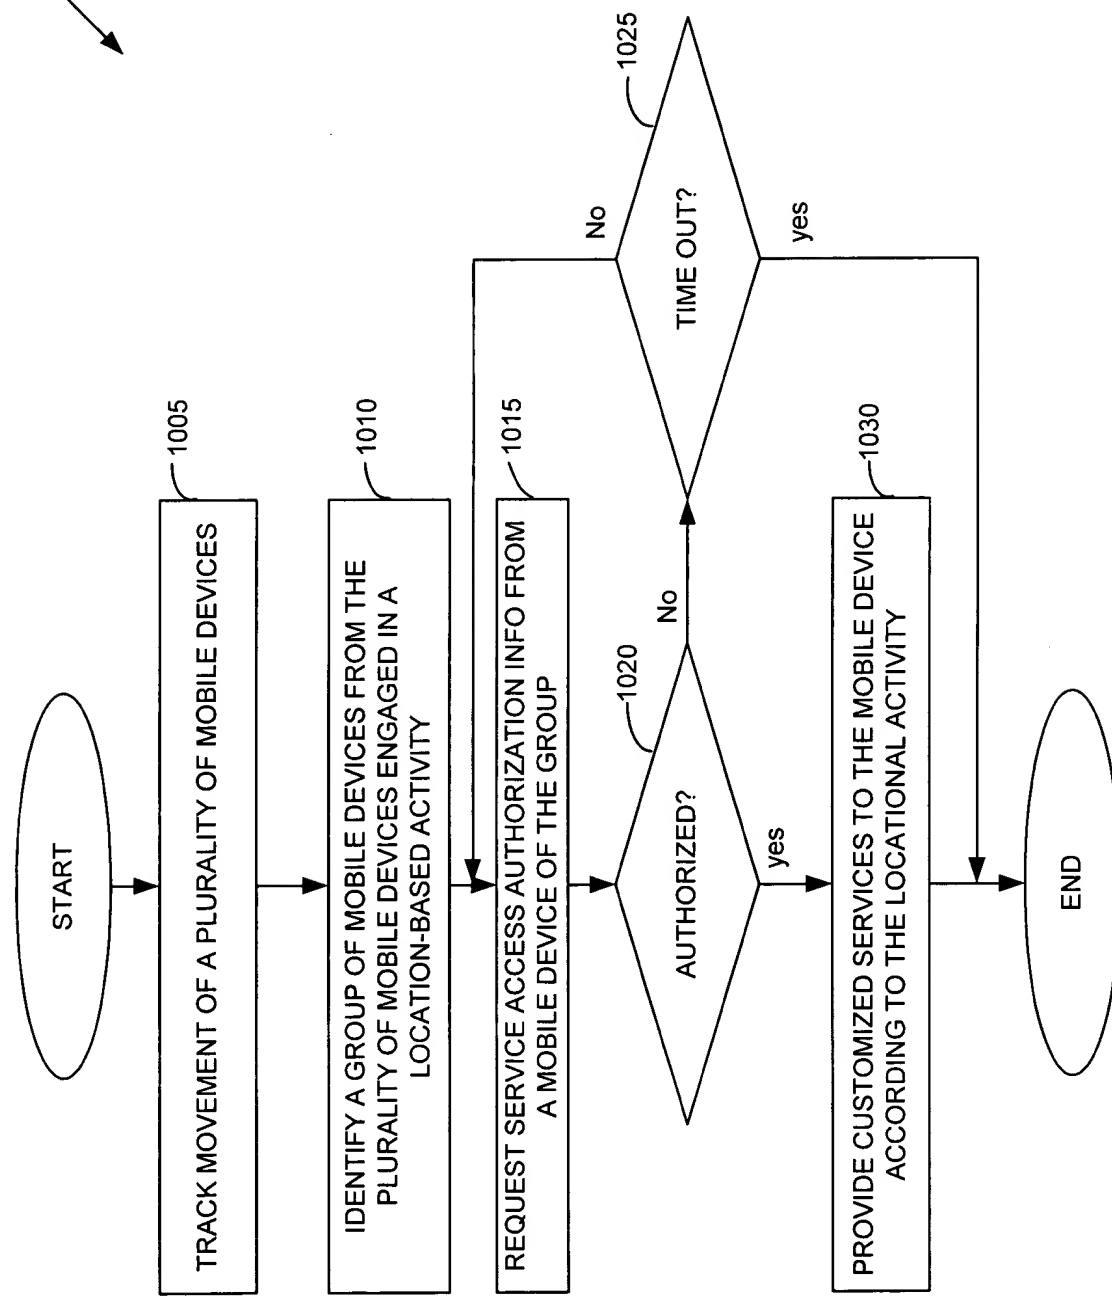 START
TRACK MOVEMENT OF A PLURALITY OF MOBILE DEVICES
1005
IDENTIFY A GROUP OF MOBILE DEVICES FROM THE
PLURALITY OF MOBILE DEVICES ENGAGED IN A
LOCATION-BASED ACTIVITY
1010
REQUEST SERVICE ACCESS AUTHORIZATION INFO FROM
A MOBILE DEVICE OF THE GROUP
1015
AUTHORIZED?
1020
No
yes
TIME OUT?
1025
No
yes
PROVIDE CUSTOMIZED SERVICES TO THE MOBILE DEVICE
ACCORDING TO THE LOCATIONAL ACTIVITY
1030
END